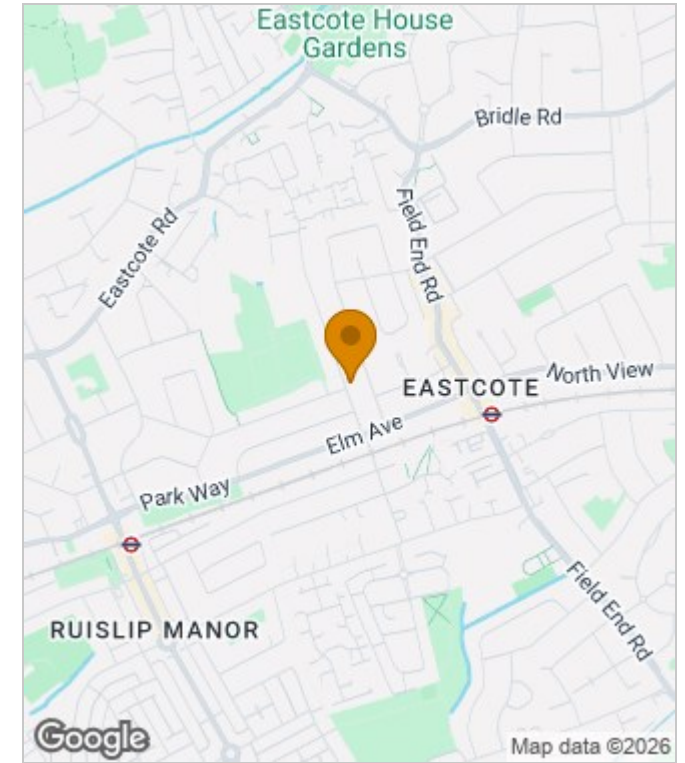 Eastcote House
Gardens
Bridle Rd
Field End Rd
Eastcote Rd
North View
EASTCOTE
Elm Ave
Park Way
Field End Rd
RUISLIP MANOR
Google
Map data ©2026